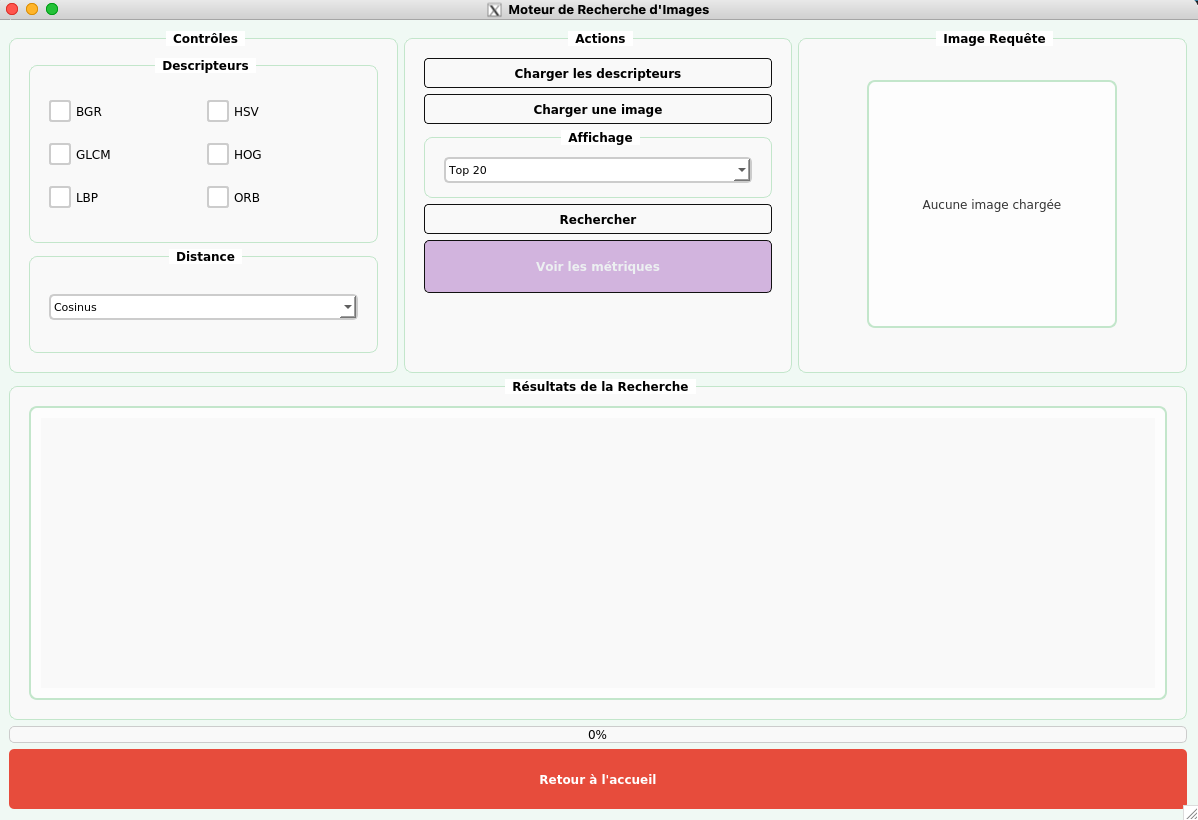 Moteur de Recherche d'Images
Contrôles
Descripteurs
BGR
HSV
GLCM
HOG
LBP
ORB
Distance
Cosinus
Actions
Charger les descripteurs
Charger une image
Affichage
Top 20
Rechercher
Voir les métriques
Image Requête
Aucune image chargée
Résultats de la Recherche
0%
Retour à l'accueil